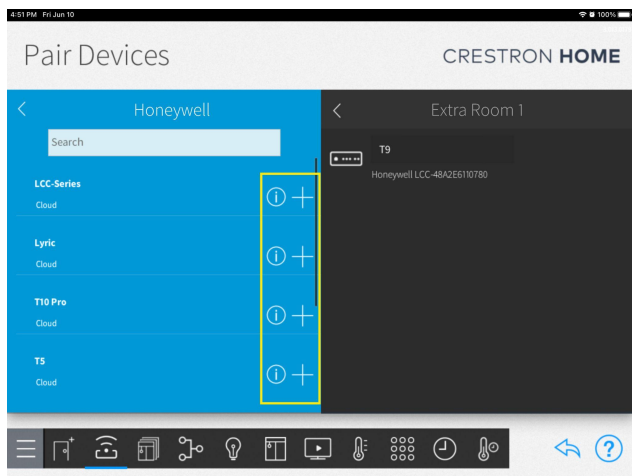 4:51 PM Fri Jun 10
100%
Pair Devices
CRESTRON HOME
Honeywell
Search
LCC-Series
Cloud
Lyric
Cloud
T10 Pro
Cloud
T5
Cloud
Extra Room 1
T9
Honeywell LCC-48A2E6110780